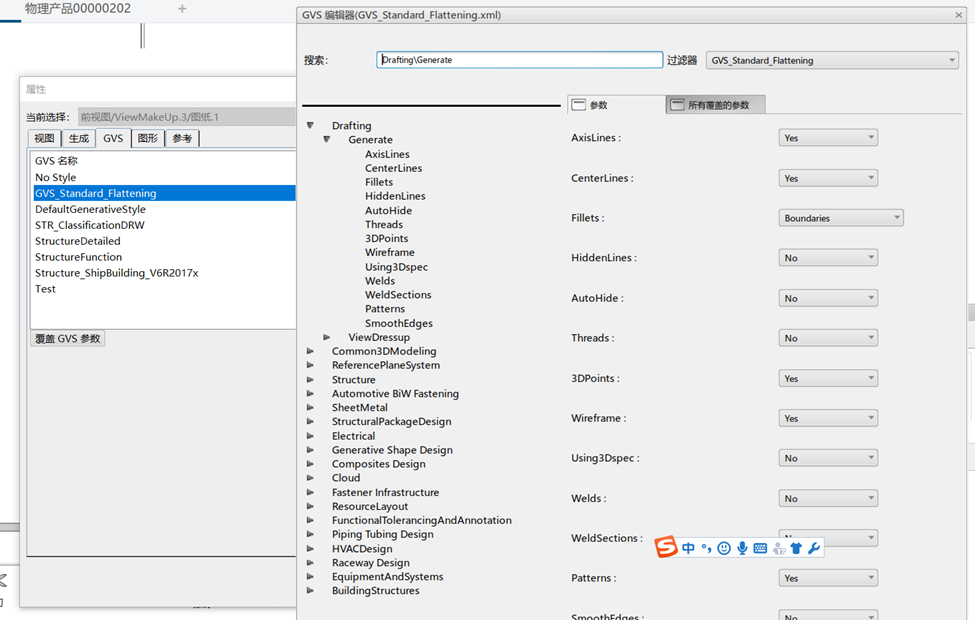 物理产品00000202
+
GVS 编辑器(GVS_Standard_Flattening.xml)
搜索:
Drafting\Generate
过滤器
GVS_Standard_Flattening
属性
当前选择:
前视图/ViewMakeUp.3/图纸.1
视图
生成
GVS
图形
参考
GVS 名称
No Style
GVS_Standard_Flattening
DefaultGenerativeStyle
STR_ClassificationDRW
StructureDetailed
StructureFunction
Structure_ShipBuilding_V6R2017x
Test
覆盖 GVS 参数
Drafting
Generate
AxisLines
CenterLines
Fillets
HiddenLines
AutoHide
Threads
3DPoints
Wireframe
Using3Dspec
Welds
WeldSections
Patterns
SmoothEdges
ViewDressup
Common3DModeling
ReferencePlaneSystem
Structure
Automotive BiW Fastening
SheetMetal
StructuralPackageDesign
Electrical
Generative Shape Design
Composites Design
Cloud
Fastener Infrastructure
ResourceLayout
FunctionalTolerancingAndAnnotation
Piping Tubing Design
HVACDesign
Raceway Design
EquipmentAndSystems
BuildingStructures
参数
所有覆盖的参数
AxisLines : Yes
CenterLines : Yes
Fillets : Boundaries
HiddenLines : No
AutoHide : No
Threads : No
3DPoints : Yes
Wireframe : Yes
Using3Dspec : No
Welds : No
WeldSections :
中
Patterns : Yes
SmoothEdges : No